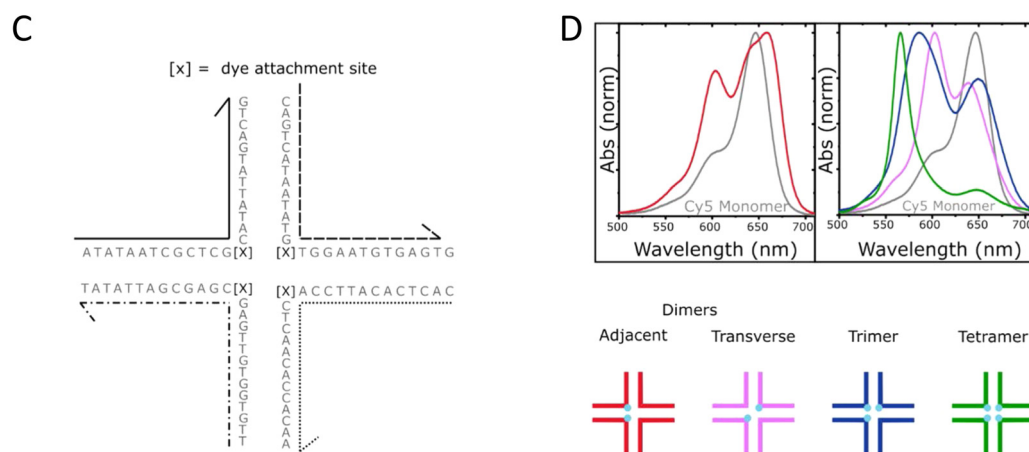 C
[x] = dye attachment site
GTCAGTATTATAC
CAGTCATAATATG
ATATAATCGCTCG[X]
[X]TGGAATGTGAGTG
TATATTAGCGAGC[X]
[X]ACCTTACACTCAC
GAGTTGTGGTGTT
CTCAACACCACAA
D
Abs (norm)
Cy5 Monomer
500 550 600 650 700
Wavelength (nm)
Abs (norm)
Cy5 Monomer
500 550 600 650 700
Wavelength (nm)
Dimers
Adjacent Transverse Trimer Tetramer